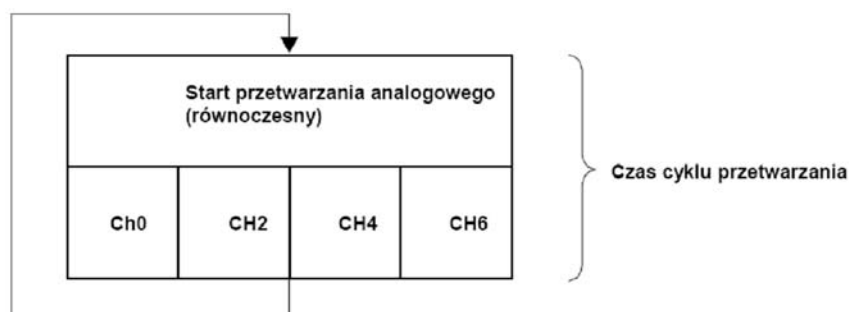 Start przetwarzania analogowego
(równoczesny)
Czas cyklu przetwarzania
Ch0
CH2
CH4
CH6